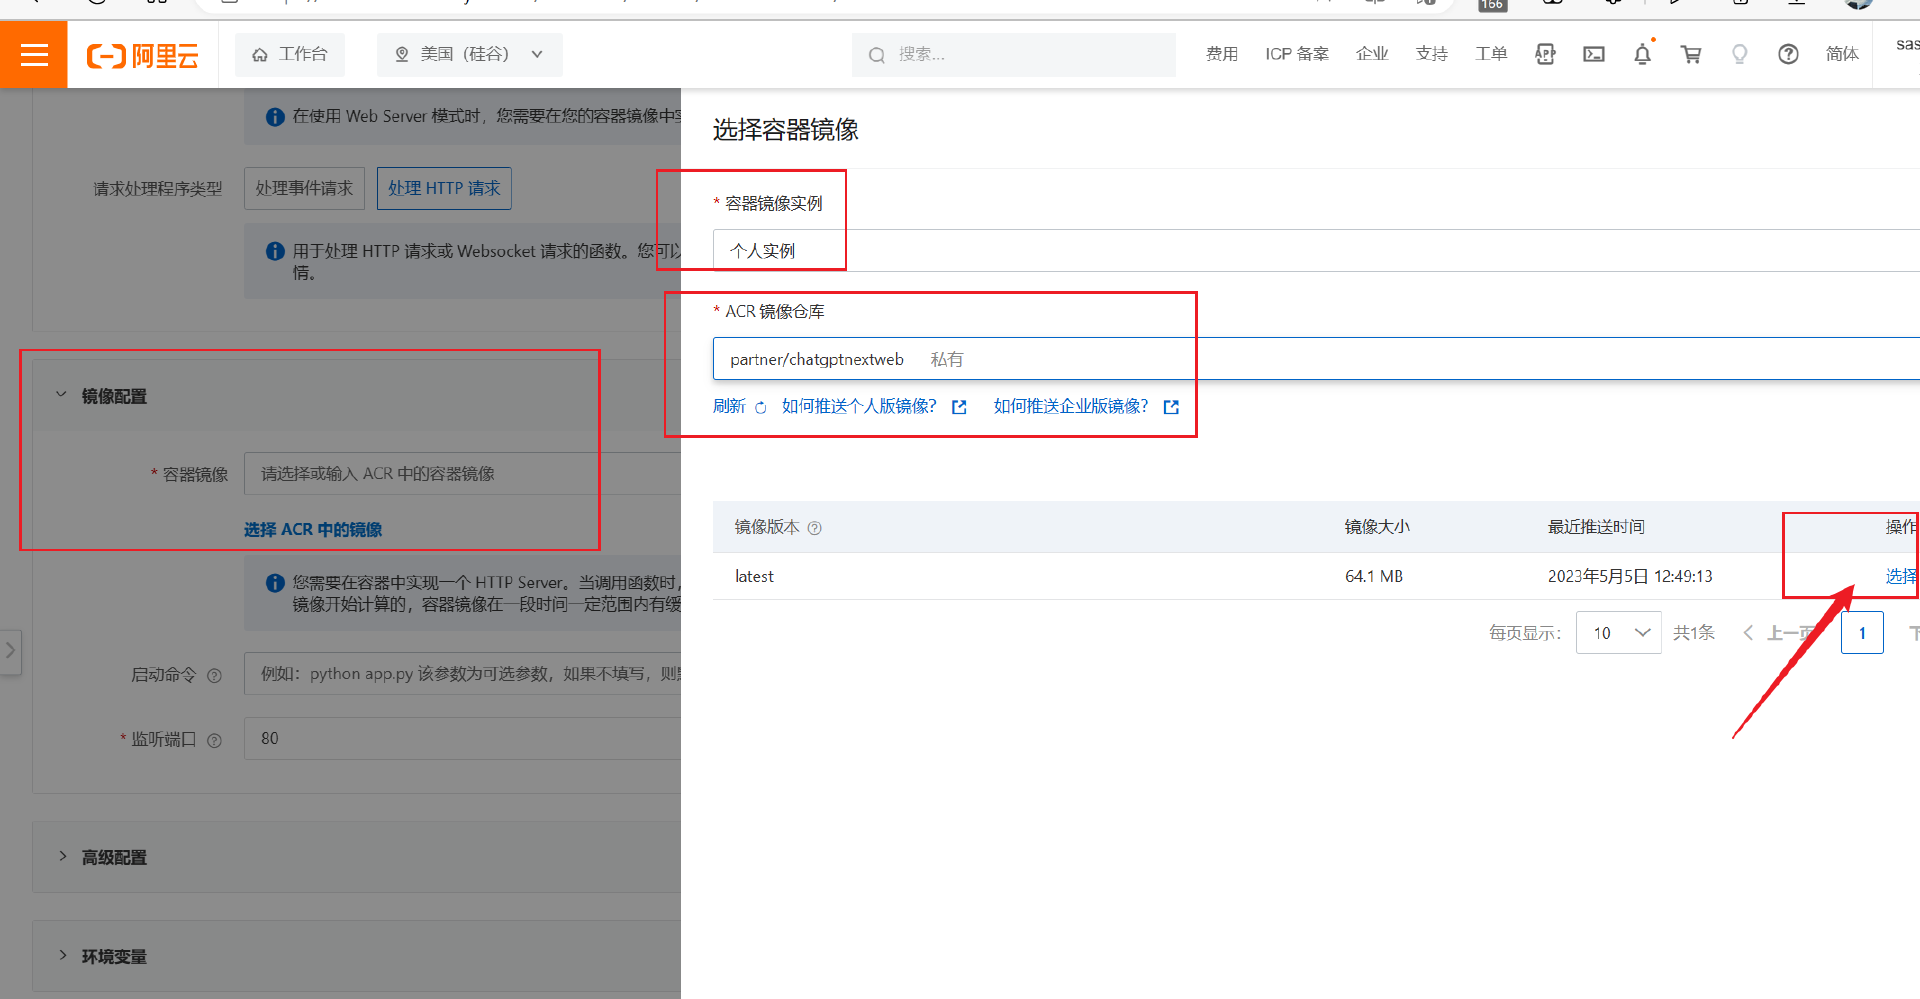 166
阿里云
工作台
美国（硅谷）
搜索...
费用
ICP 备案
企业
支持
工单
APP
简体
sas
在使用 Web Server 模式时，您需要在您的容器镜像中
请求处理程序类型
处理事件请求
处理 HTTP 请求
用于处理 HTTP 请求或 Websocket 请求的函数。您可以
情。
镜像配置
* 容器镜像
请选择或输入 ACR 中的容器镜像
选择 ACR 中的镜像
您需要在容器中实现一个 HTTP Server。当调用函数时，
镜像开始计算的，容器镜像在一段时间一定范围内有缓
启动命令
例如：python app.py 该参数为可选参数，如果不填写，则
* 监听端口
80
高级配置
环境变量
选择容器镜像
* 容器镜像实例
个人实例
* ACR 镜像仓库
partner/chatgptnextweb 私有
刷新
如何推送个人版镜像?
如何推送企业版镜像?
镜像版本
镜像大小
最近推送时间
操作
latest
64.1 MB
2023年5月5日 12:49:13
选择
每页显示：
10
共1条
上一页
1